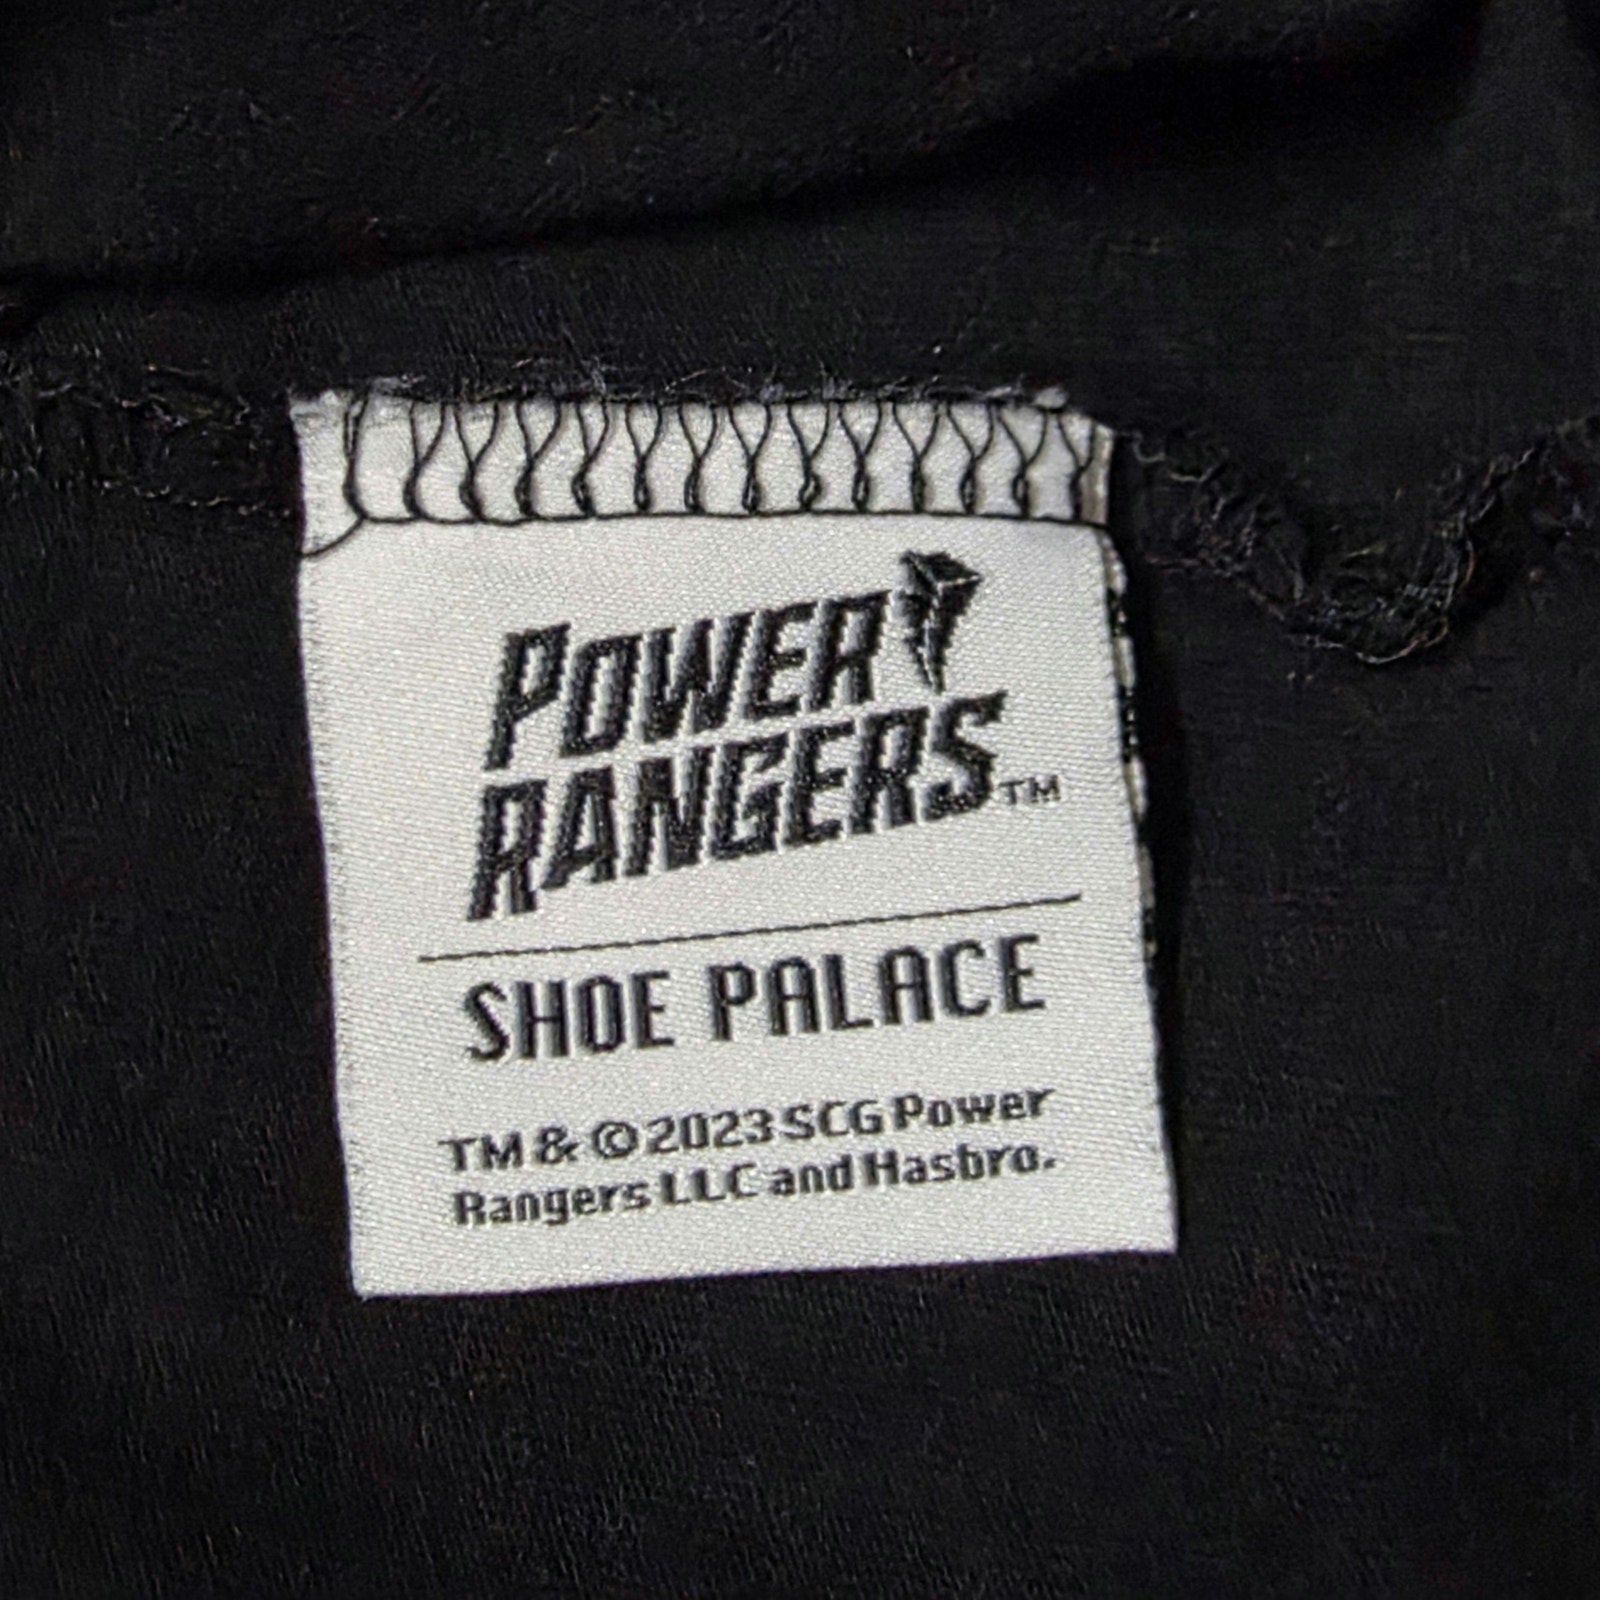 POWER
RANGERS™
SHOE PALACE
TM & ©2023 SCG Power
Rangers LLC and Hasbro.